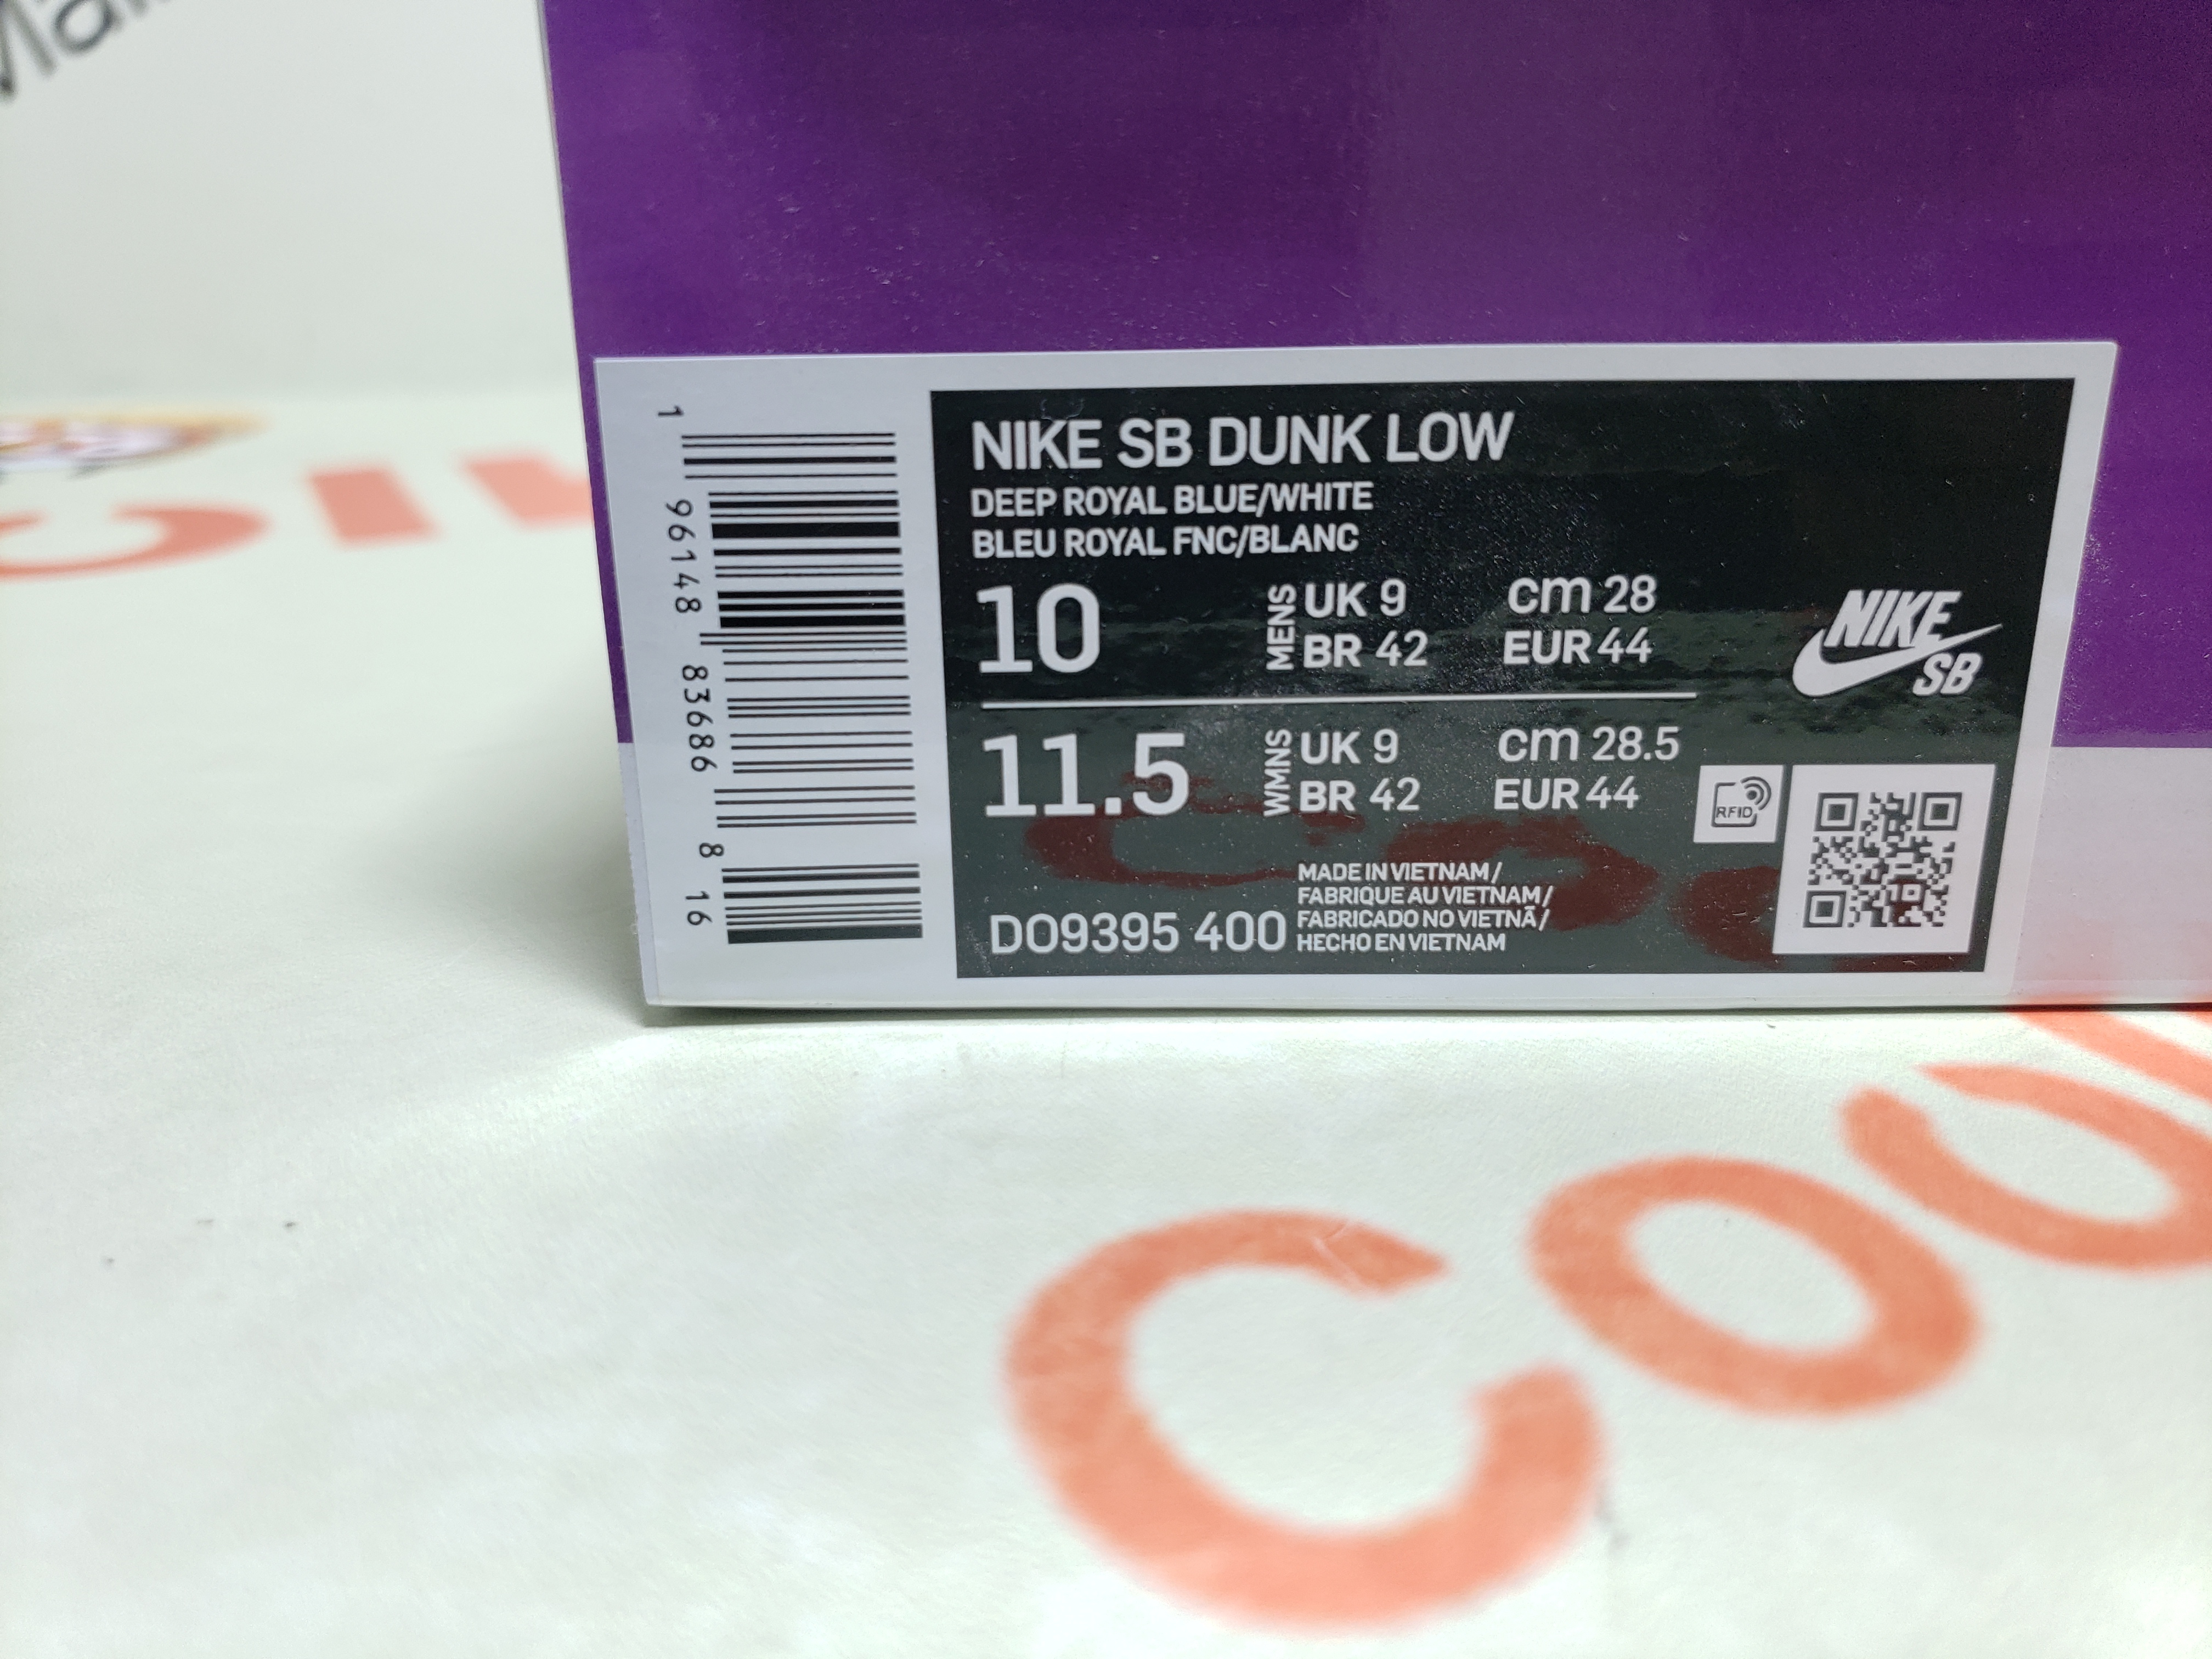 1
96148
83686
8
16
NIKE SB DUNK LOW
DEEP ROYAL BLUE/WHITE
BLEU ROYAL FNC/BLANC
10 MENS UK 9 cm 28
BR 42 EUR 44
11.5 WMNS UK 9 cm 28.5
BR 42 EUR 44
NIKE
SB
RFID
MADE IN VIETNAM/
FABRIQUE AU VIETNAM/
FABRICADO NO VIETNÃ/
HECHO EN VIETNAM
DO9395 400